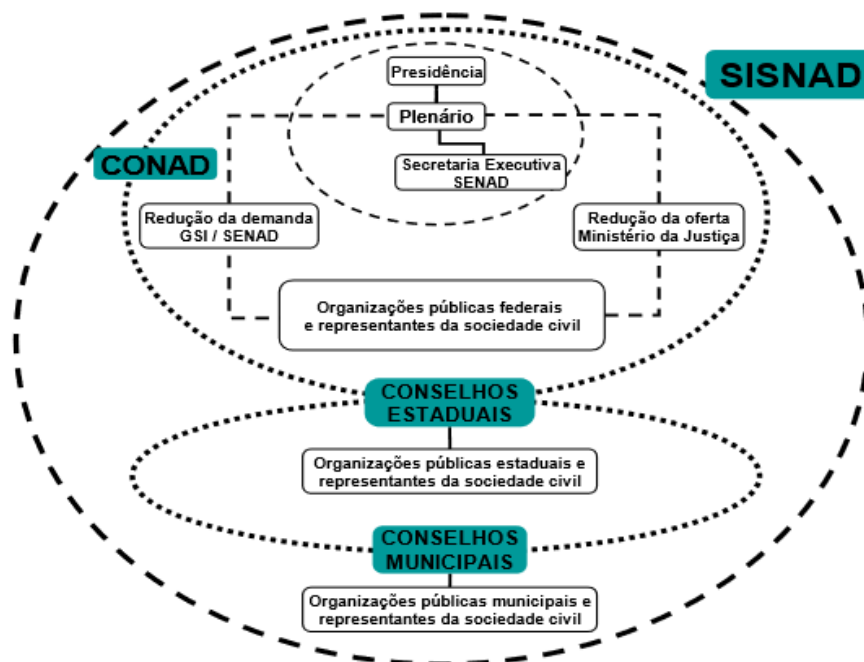 SISNAD
Presidência
Plenário
CONAD
Secretaria Executiva
SENAD
Redução da demanda
GSI / SENAD
Redução da oferta
Ministério da Justiça
Organizações públicas federais
e representantes da sociedade civil
CONSELHOS
ESTADUAIS
Organizações públicas estaduais e
representantes da sociedade civil
CONSELHOS
MUNICIPAIS
Organizações públicas municipais e
representantes da sociedade civil